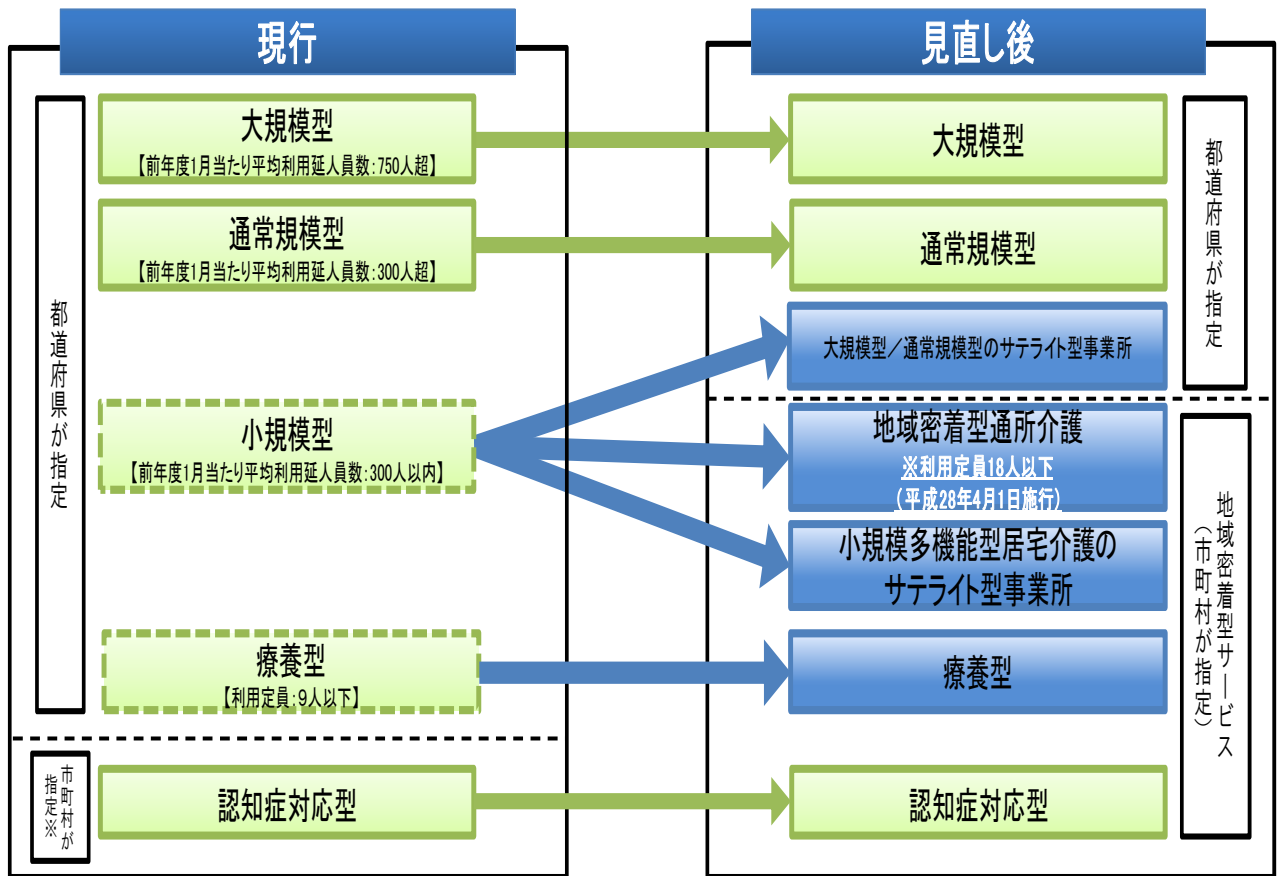 現行
都道府県が指定
大規模型
【前年度1月当たり平均利用延人員数:750人超】
通常規模型
【前年度1月当たり平均利用延人員数:300人超】
小規模型
【前年度1月当たり平均利用延人員数:300人以内】
療養型
【利用定員:9人以下】
市町村が
指定※
認知症対応型
見直し後
大規模型
通常規模型
大規模型／通常規模型のサテライト型事業所
都道府県が指定
地域密着型通所介護
※利用定員18人以下
(平成28年4月1日施行)
小規模多機能型居宅介護の
サテライト型事業所
療養型
認知症対応型
地域密着型サービス
(市町村が指定)